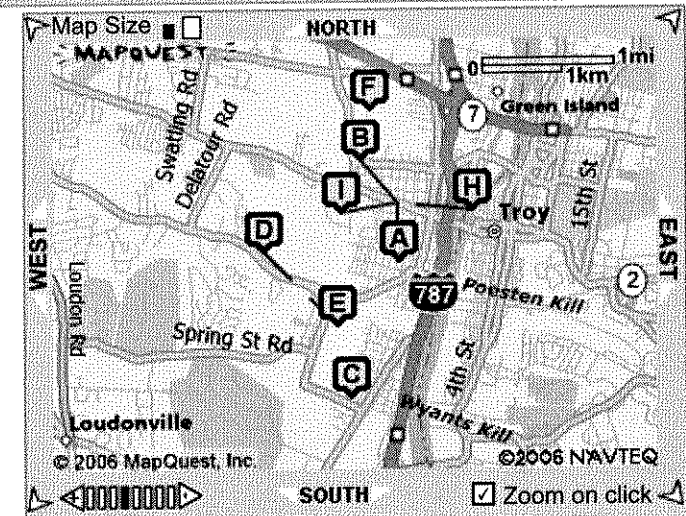 Map Size
NORTH
MAPQUEST
0 1mi
1km
F
Green Island
7
Swatling Rd
Delatour Rd
B
15th St
I
H
Troy
A
D
WEST
EAST
2
E
787
Poesten Kill
Loudon Rd
Spring St Rd
4th St
C
Wyants Kill
Loudonville
© 2006 MapQuest, Inc.
©2006 NAVTEQ
SOUTH
Zoom on click